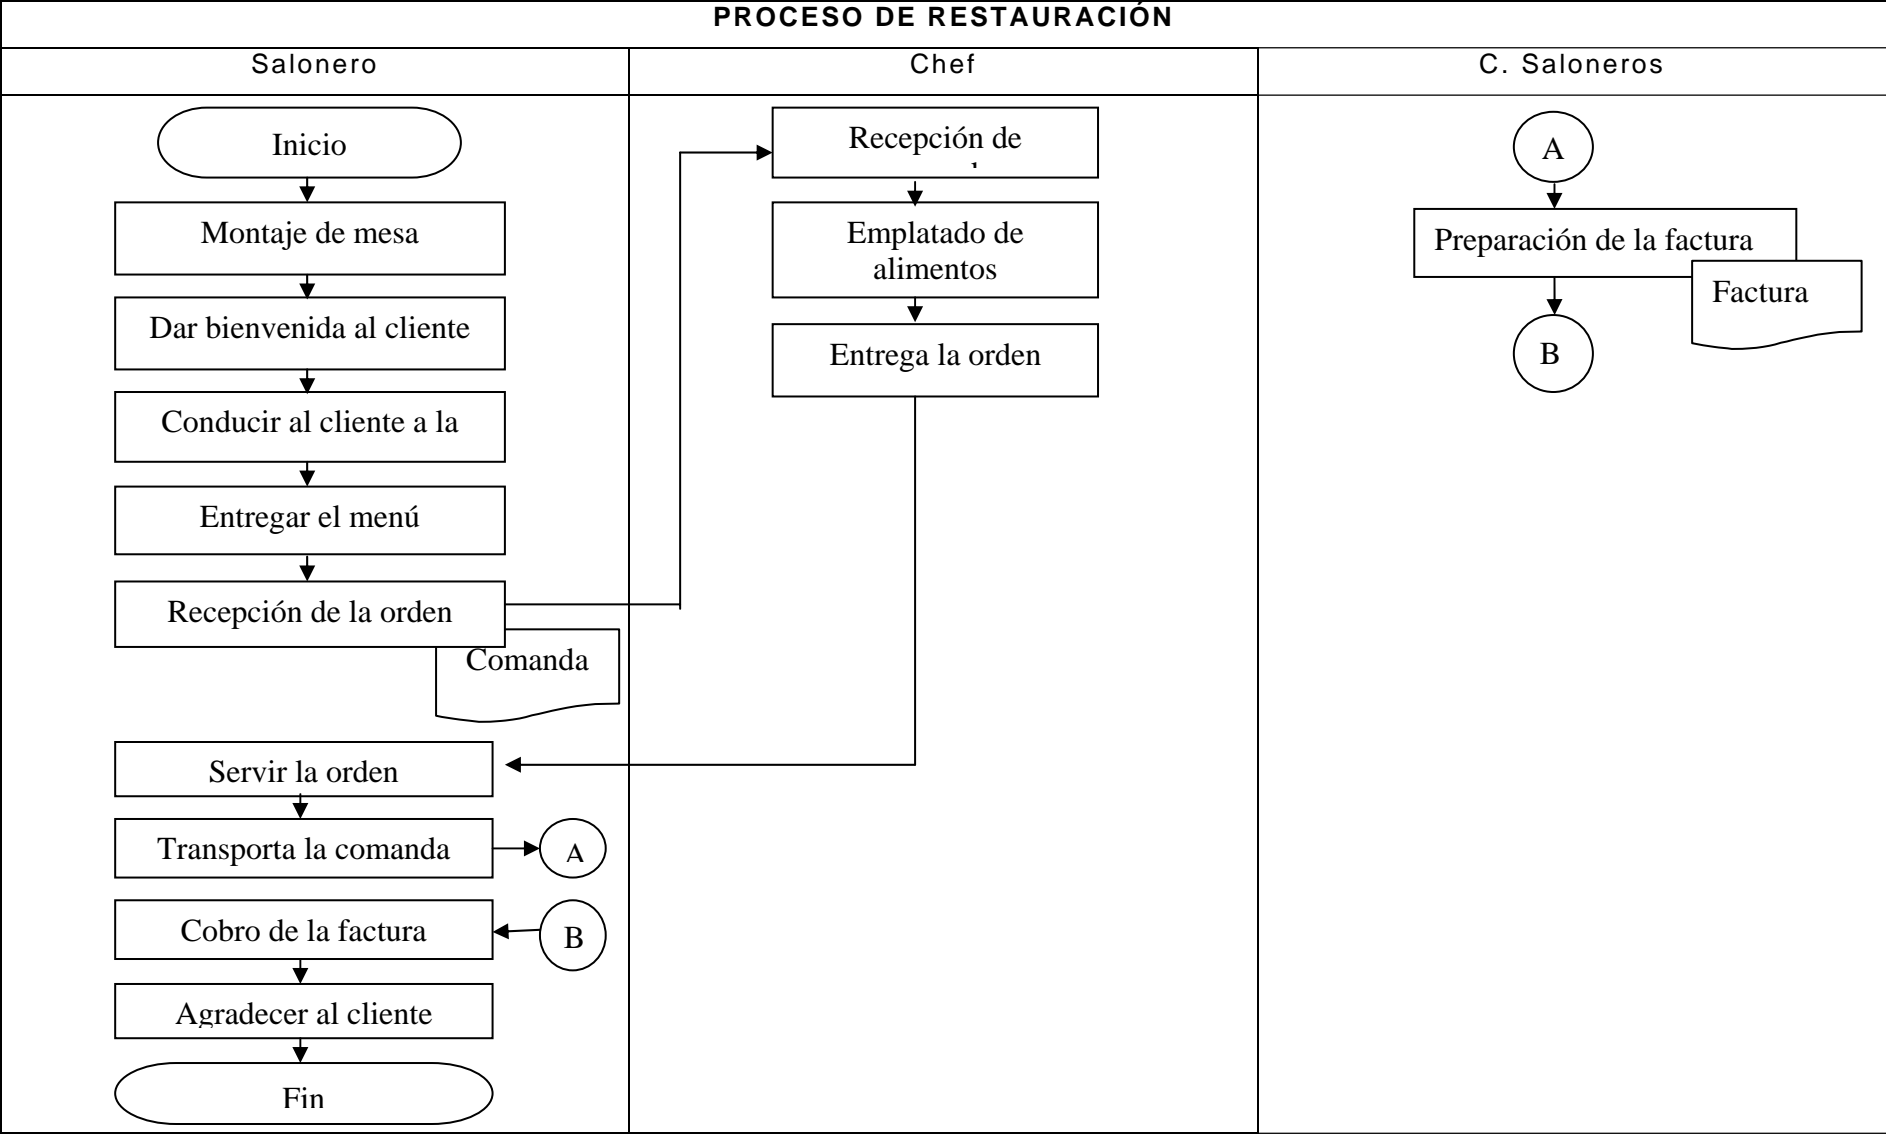 PROCESO DE RESTAURACIÓN
Salonero
Chef
C. Saloneros
Inicio
Montaje de mesa
Dar bienvenida al cliente
Conducir al cliente a la
Entregar el menú
Recepción de la orden
Comanda
Servir la orden
Transporta la comanda
A
Cobro de la factura
B
Agradecer al cliente
Fin
Recepción de
Emplatado de
alimentos
Entrega la orden
A
Preparación de la factura
Factura
B